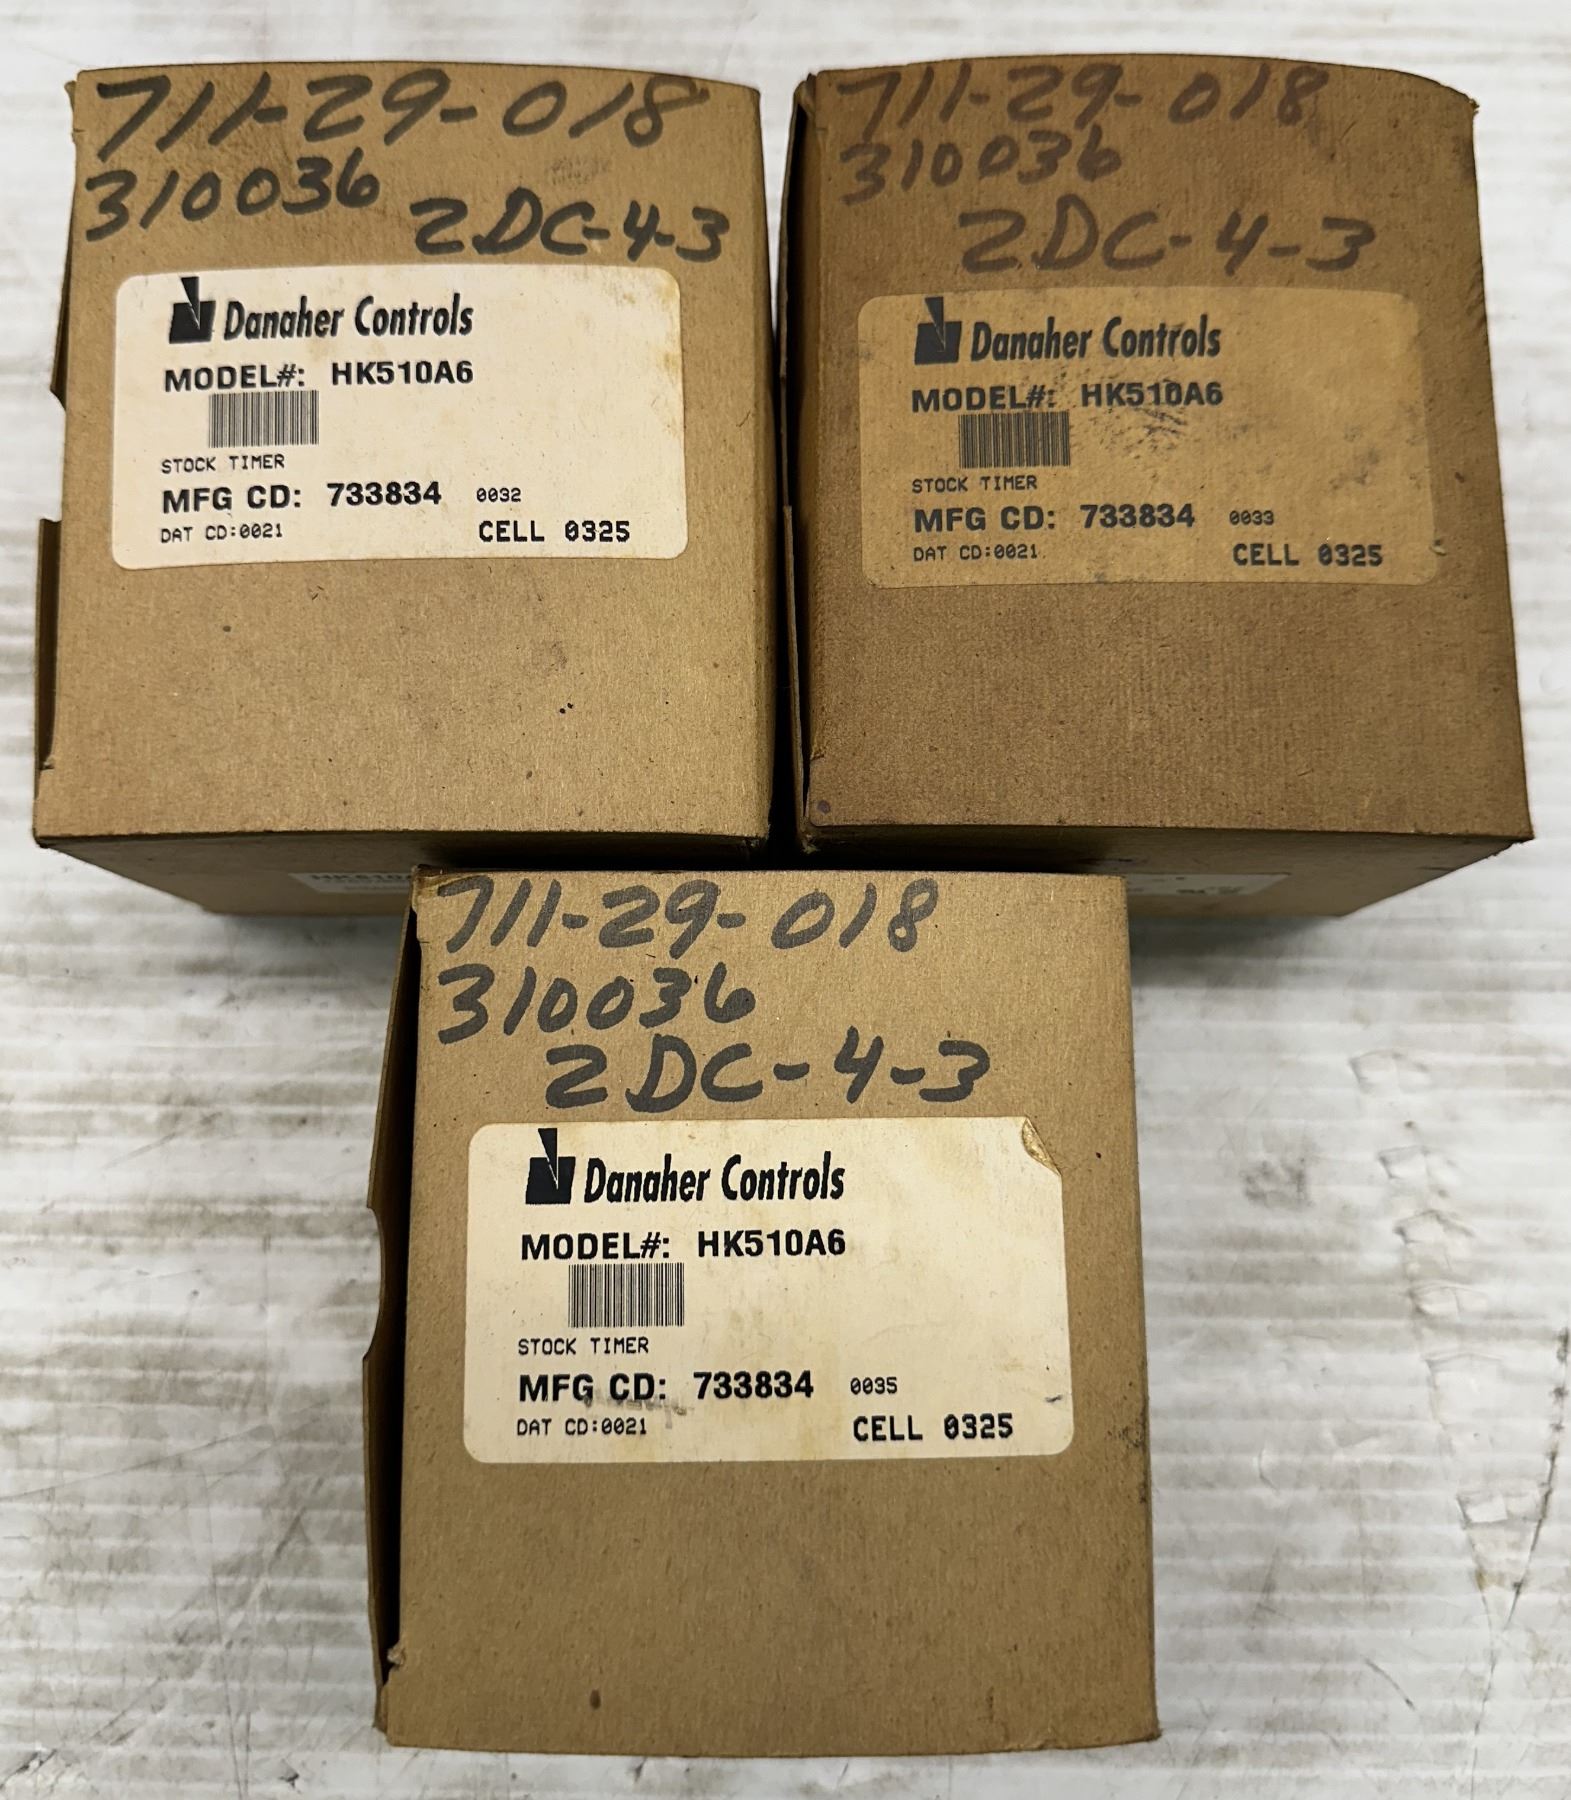 711-29-018
310036
2DC-4-3
Danaher Controls
MODEL#: HK510A6
STOCK TIMER
MFG CD: 733834 0032
DAT CD:0021 CELL 0325
711-29-018
310036
2DC-4-3
Danaher Controls
MODEL#: HK510A6
STOCK TIMER
MFG CD: 733834 0033
DAT CD:0021 CELL 0325
711-29-018
310036
2DC-4-3
Danaher Controls
MODEL#: HK510A6
STOCK TIMER
MFG CD: 733834 0035
DAT CD:0021 CELL 0325